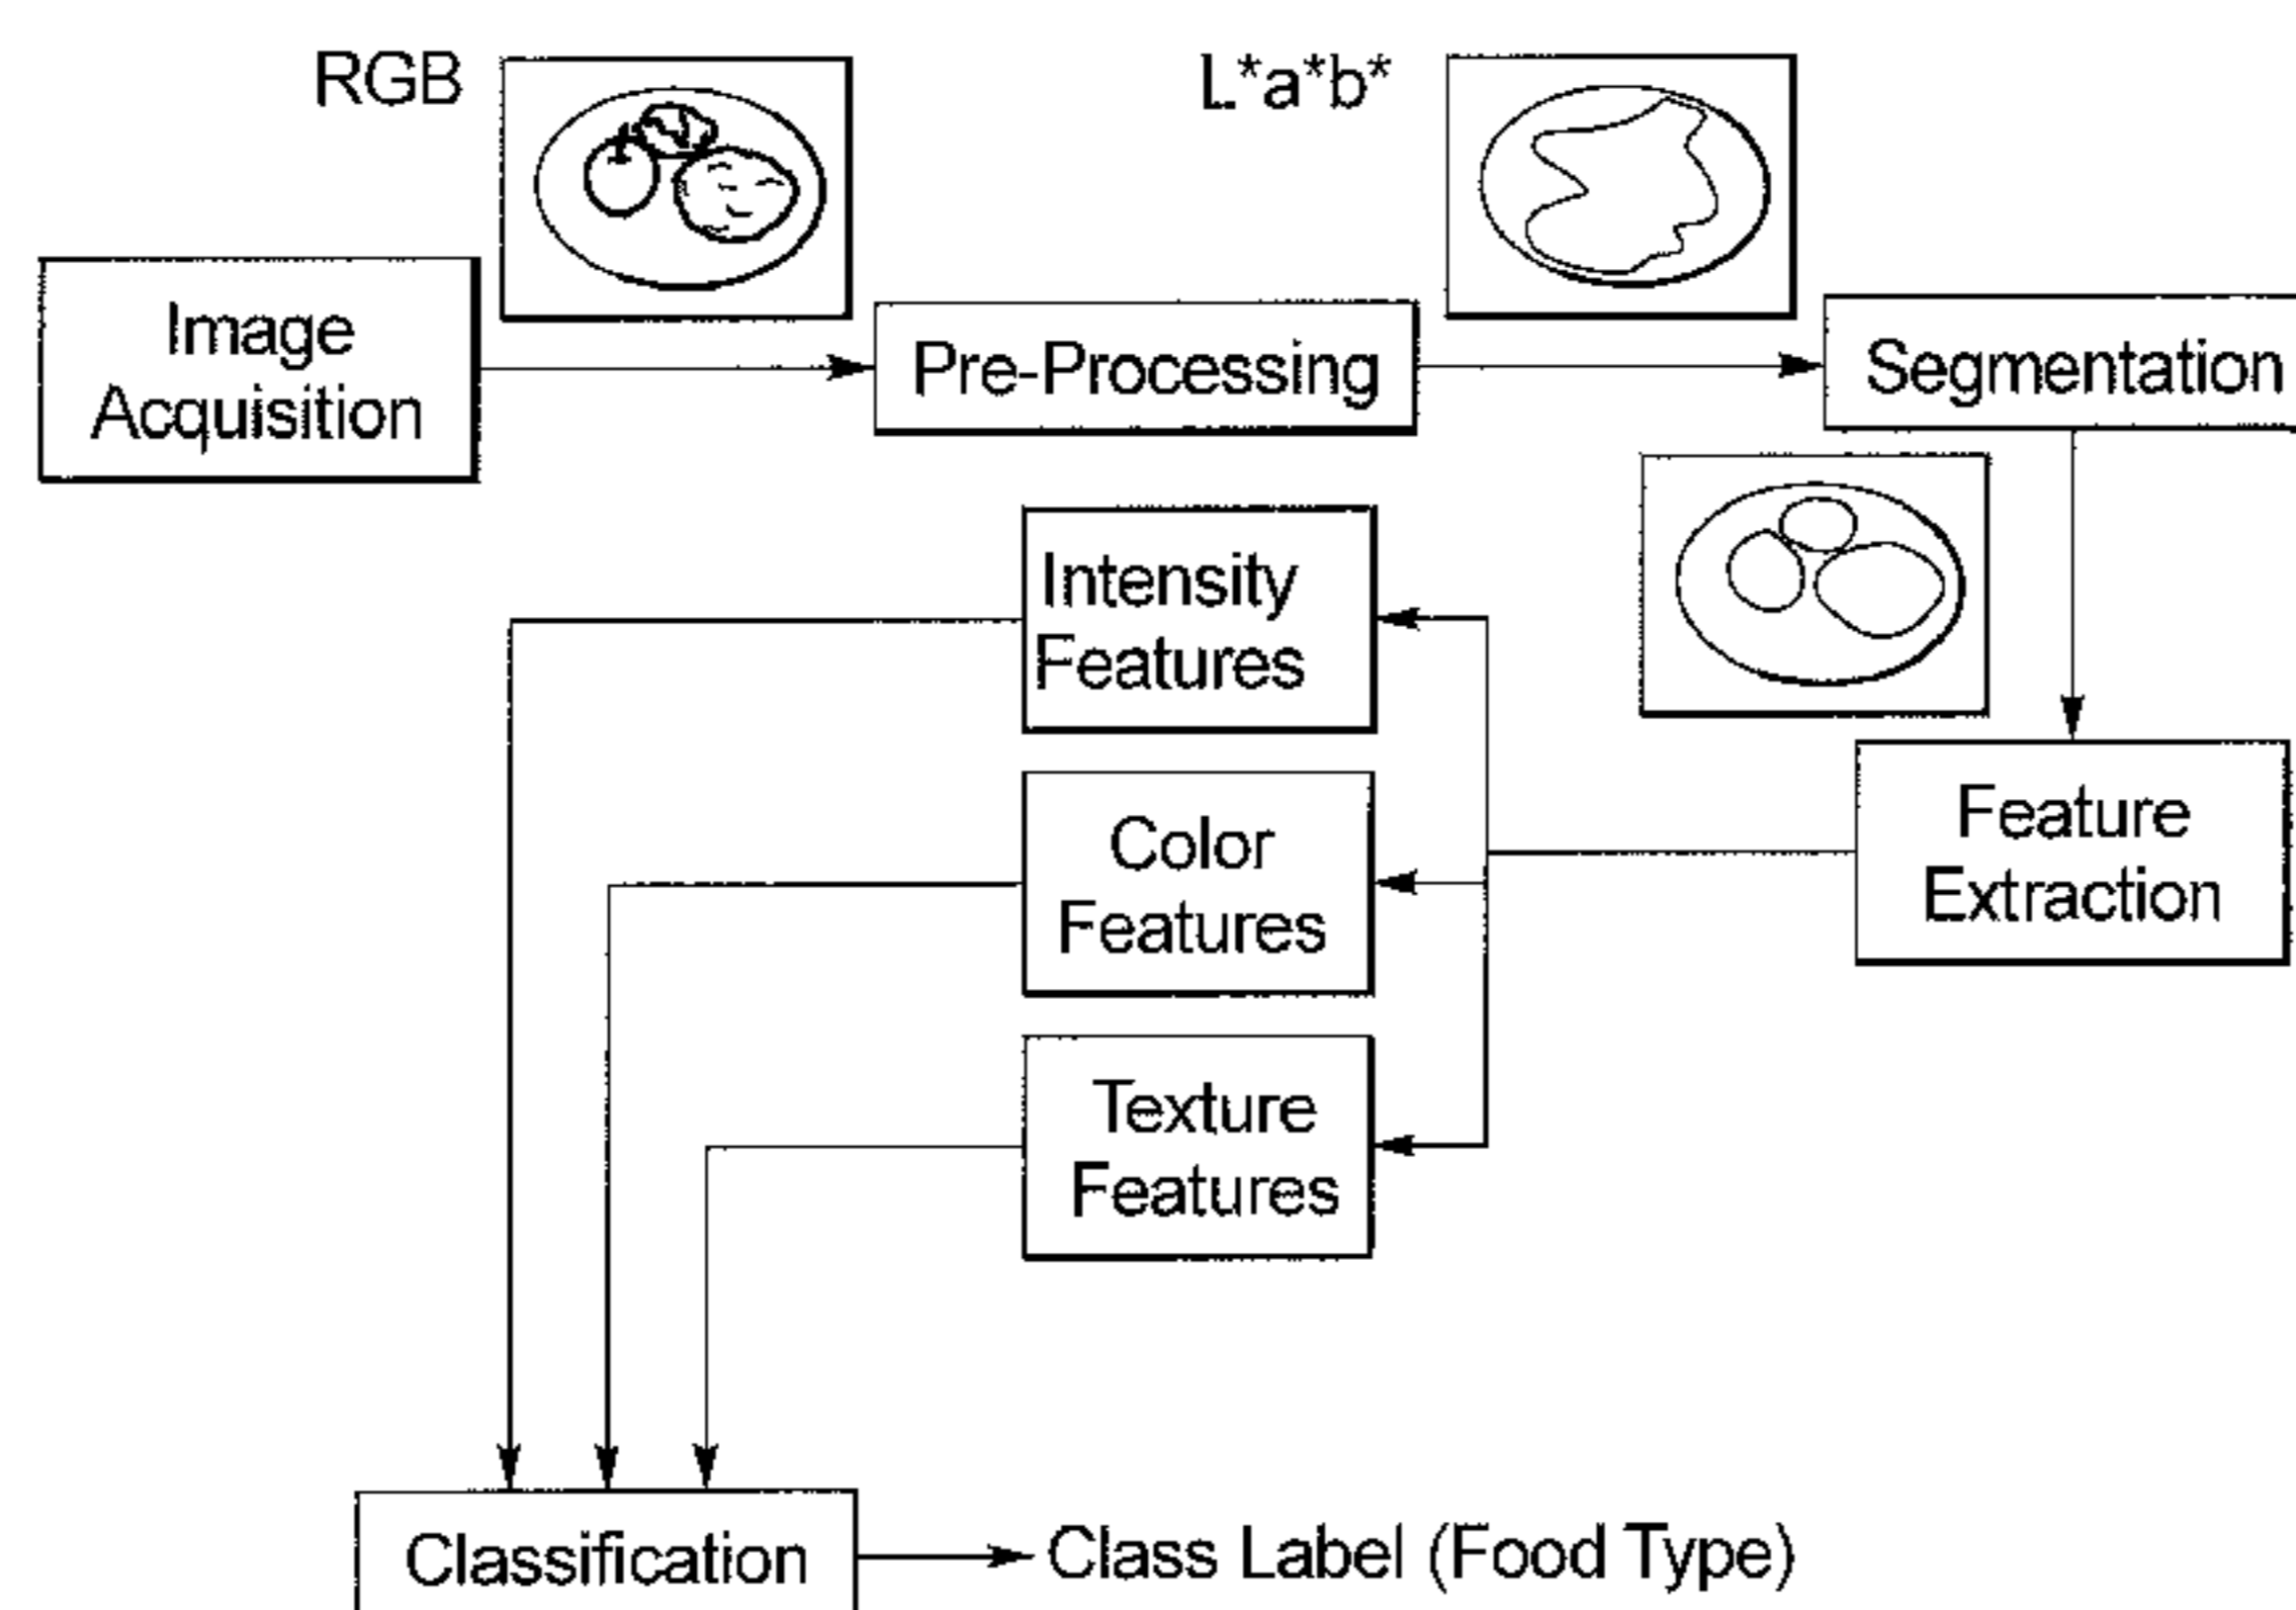 RGB
L*a*b*
Image
Acquisition
Pre-Processing
Segmentation
Intensity
Features
Color
Features
Texture
Features
Feature
Extraction
Classification
Class Label (Food Type)